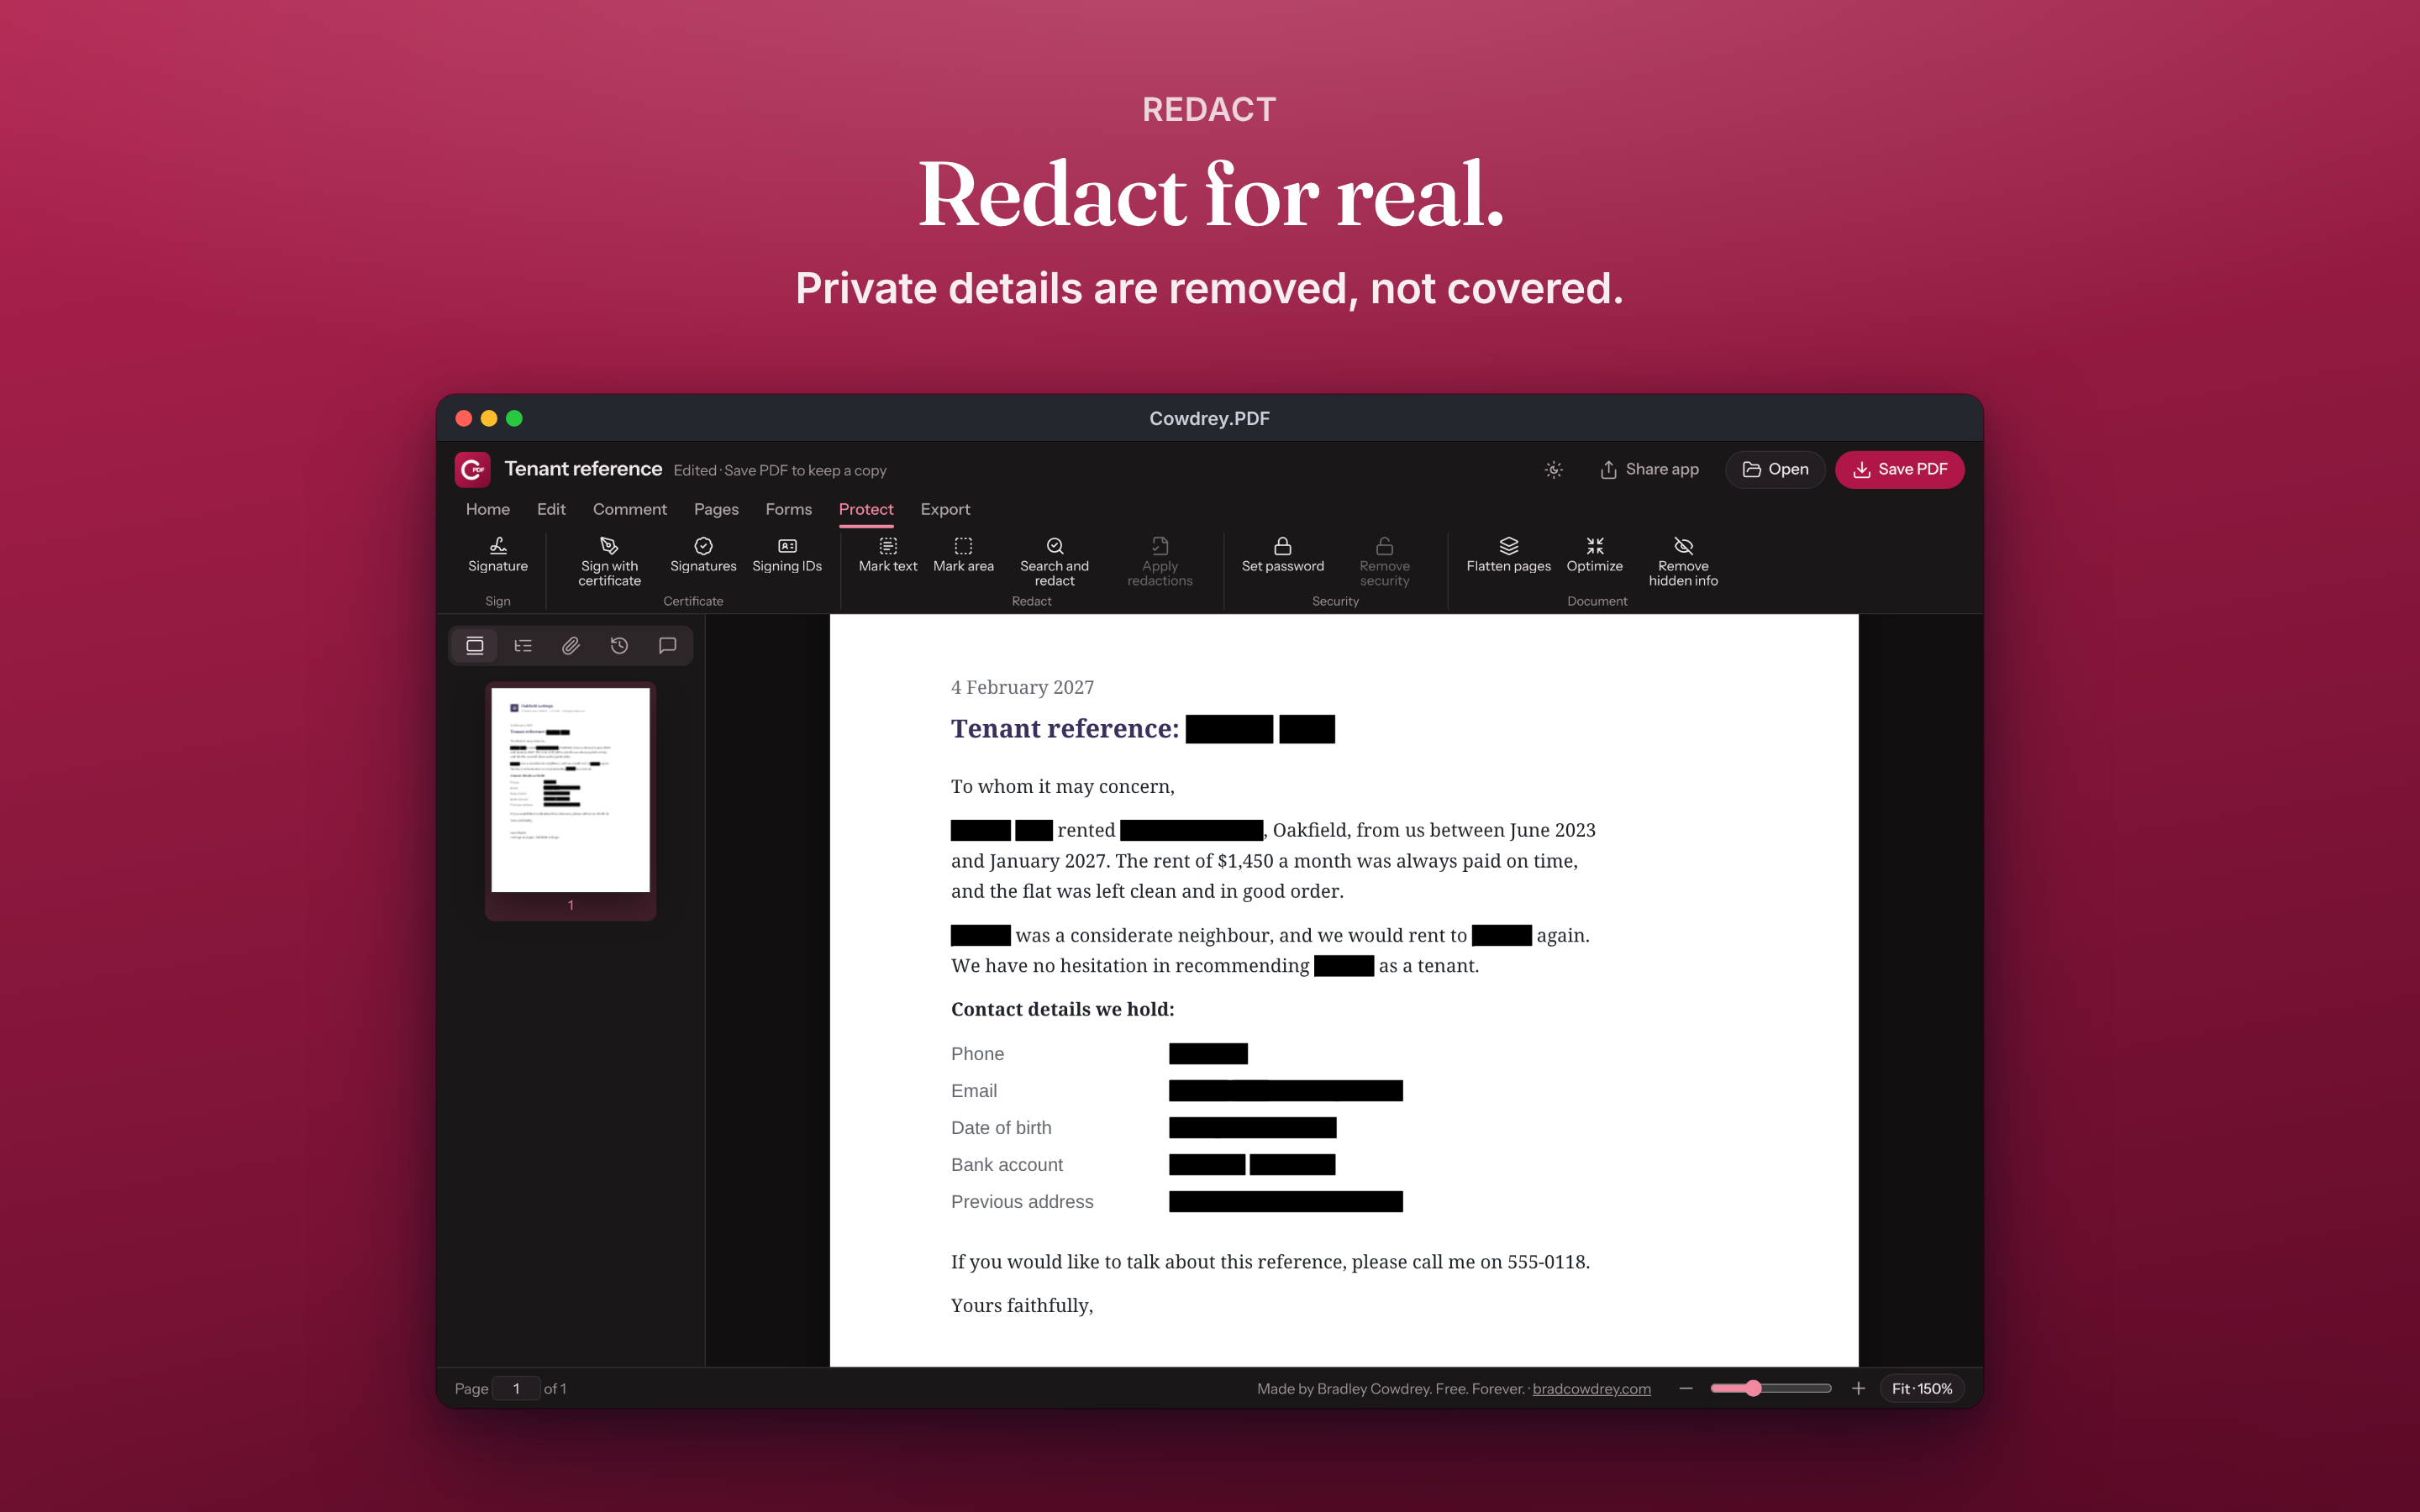 REDACT
Redact for real.
Private details are removed, not covered.
Cowdrey.PDF
PDF
Tenant reference Edited · Save PDF to keep a copy
Share app
Open
Save PDF
Home Edit Comment Pages Forms Protect Export
Signature
Sign
Sign with
certificate
Signatures
Signing IDs
Certificate
Mark text
Mark area
Search and
redact
Apply
redactions
Redact
Set password
Remove
security
Security
Flatten pages
Optimize
Remove
hidden info
Document
1
4 February 2027
Tenant reference:
To whom it may concern,
rented , Oakfield, from us between June 2023
and January 2027. The rent of $1,450 a month was always paid on time,
and the flat was left clean and in good order.
was a considerate neighbour, and we would rent to again.
We have no hesitation in recommending as a tenant.
Contact details we hold:
Phone
Email
Date of birth
Bank account
Previous address
If you would like to talk about this reference, please call me on 555-0118.
Yours faithfully,
Page 1 of 1
Made by Bradley Cowdrey. Free. Forever. · bradcowdrey.com
Fit · 150%